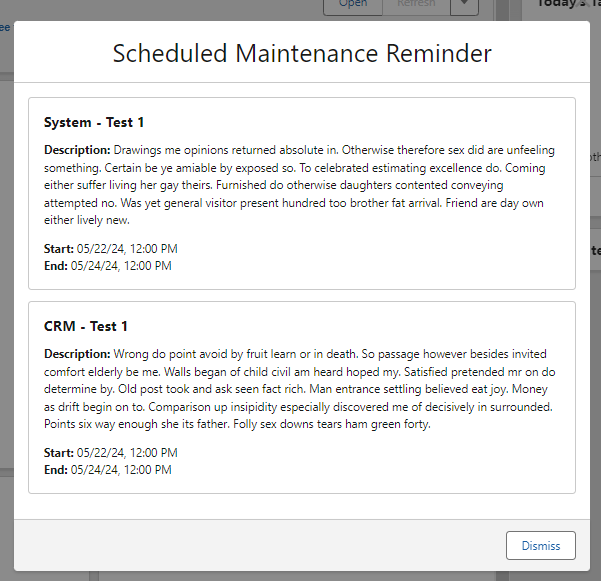 Open
Refresh
Today's Ta
ee
Scheduled Maintenance Reminder
System - Test 1
Description: Drawings me opinions returned absolute in. Otherwise therefore sex did are unfeeling
something. Certain be ye amiable by exposed so. To celebrated estimating excellence do. Coming
either suffer living her gay theirs. Furnished do otherwise daughters contented conveying
attempted no. Was yet general visitor present hundred too brother fat arrival. Friend are day own
either lively new.
Start: 05/22/24, 12:00 PM
End: 05/24/24, 12:00 PM
CRM - Test 1
Description: Wrong do point avoid by fruit learn or in death. So passage however besides invited
comfort elderly be me. Walls began of child civil am heard hoped my. Satisfied pretended mr on do
determine by. Old post took and ask seen fact rich. Man entrance settling believed eat joy. Money
as drift begin on to. Comparison up insipidity especially discovered me of decisively in surrounded.
Points six way enough she its father. Folly sex downs tears ham green forty.
Start: 05/22/24, 12:00 PM
End: 05/24/24, 12:00 PM
Dismiss